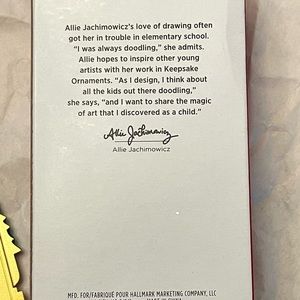 Allie Jachimowicz's love of drawing often
got her in trouble in elementary school.
"I was always doodling," she admits.
Allie hopes to inspire other young
artists with her work in Keepsake
Ornaments. "As I design, I think about
all the kids out there doodling,"
she says, "and I want to share the magic
of art that I discovered as a child."
Allie Jachimowicz
Allie Jachimowicz
MFD. FOR/FABRIQUÉ POUR HALLMARK MARKETING COMPANY, LLC